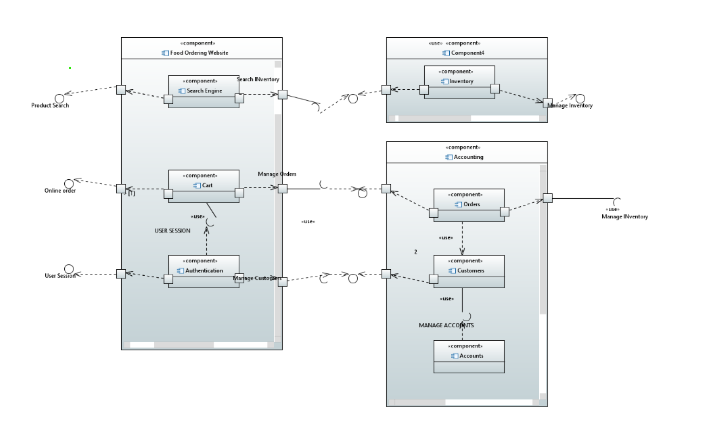 «component»
Food Ordering Website
«use» «component»
Component4
«component»
Search Engine
Search INventory
«component»
Inventory
Product Search
Manage Inventory
«component»
Accounting
«component»
Cart
Manage Orders
Online order
(1)
«component»
Orders
«use»
Manage INventory
«use»
«use»
USER SESSION
«use»
2
«component»
Authentication
Manage Customers
User Session
«component»
Customers
«use»
MANAGE ACCOUNTS
«component»
Accounts